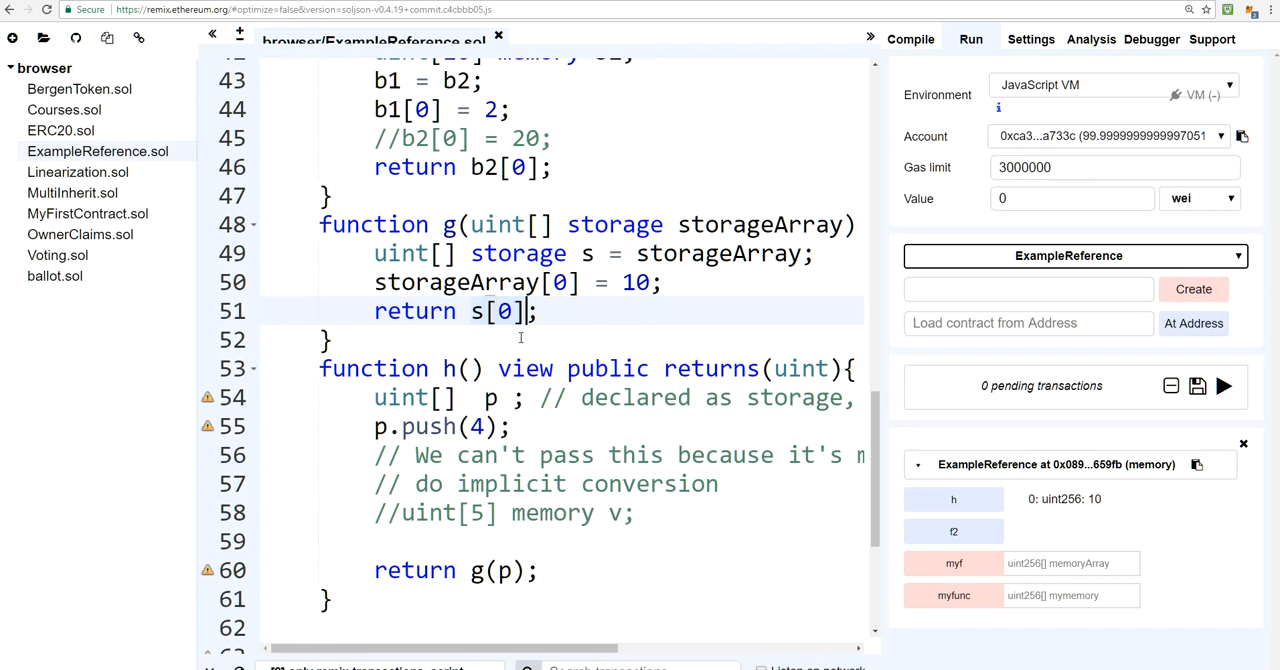 Secure https://remix.ethereum.org/#optimize=false&version=soljson-v0.4.19+commit.c4cbbb05.js
browser/ExampleReference.sol
Compile Run Settings Analysis Debugger Support
browser
BergenToken.sol
Courses.sol
ERC20.sol
ExampleReference.sol
Linearization.sol
MultiInherit.sol
MyFirstContract.sol
OwnerClaims.sol
Voting.sol
ballot.sol
43 b1 = b2;
44 b1[0] = 2;
45 //b2[0] = 20;
46 return b2[0];
47 }
48 function g(uint[] storage storageArray)
49 uint[] storage s = storageArray;
50 storageArray[0] = 10;
51 return s[0];
52 }
53 function h() view public returns(uint){
54 uint[] p ; // declared as storage,
55 p.push(4);
56 // We can't pass this because it's m
57 // do implicit conversion
58 //uint[5] memory v;
59
60 return g(p);
61 }
62
Environment JavaScript VM VM (-)
Account 0xca3...a733c (99.9999999999997051
Gas limit 3000000
Value 0 wei
ExampleReference
Create
Load contract from Address At Address
0 pending transactions
ExampleReference at 0x089...659fb (memory)
h 0: uint256: 10
f2
myf uint256[] memoryArray
myfunc uint256[] mymemory